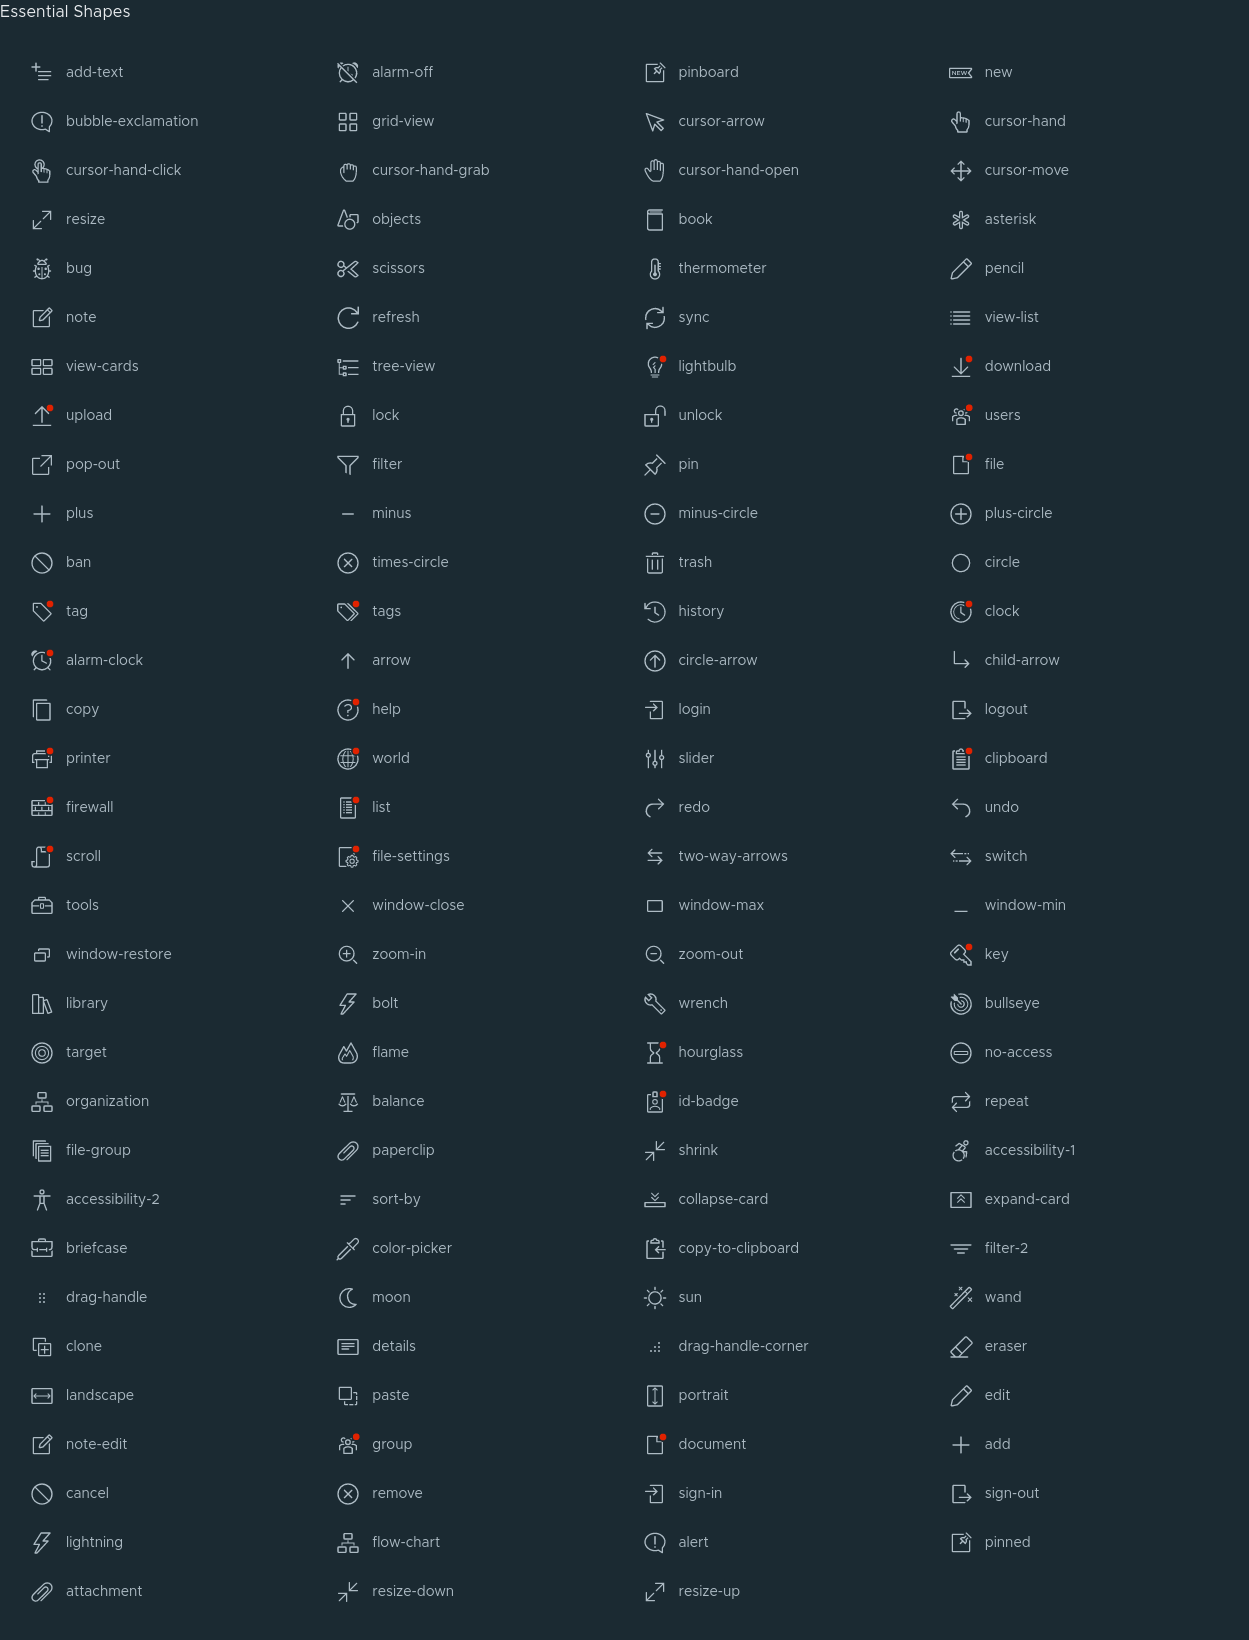 Essential Shapes
add-text alarm-off pinboard NEW new
bubble-exclamation grid-view cursor-arrow cursor-hand
cursor-hand-click cursor-hand-grab cursor-hand-open cursor-move
resize objects book asterisk
bug scissors thermometer pencil
note refresh sync view-list
view-cards tree-view lightbulb download
upload lock unlock users
pop-out filter pin file
plus minus minus-circle plus-circle
ban times-circle trash circle
tag tags history clock
alarm-clock arrow circle-arrow child-arrow
copy help login logout
printer world slider clipboard
firewall list redo undo
scroll file-settings two-way-arrows switch
tools window-close window-max window-min
window-restore zoom-in zoom-out key
library bolt wrench bullseye
target flame hourglass no-access
organization balance id-badge repeat
file-group paperclip shrink accessibility-1
accessibility-2 sort-by collapse-card expand-card
briefcase color-picker copy-to-clipboard filter-2
drag-handle moon sun wand
clone details drag-handle-corner eraser
landscape paste portrait edit
note-edit group document add
cancel remove sign-in sign-out
lightning flow-chart alert pinned
attachment resize-down resize-up